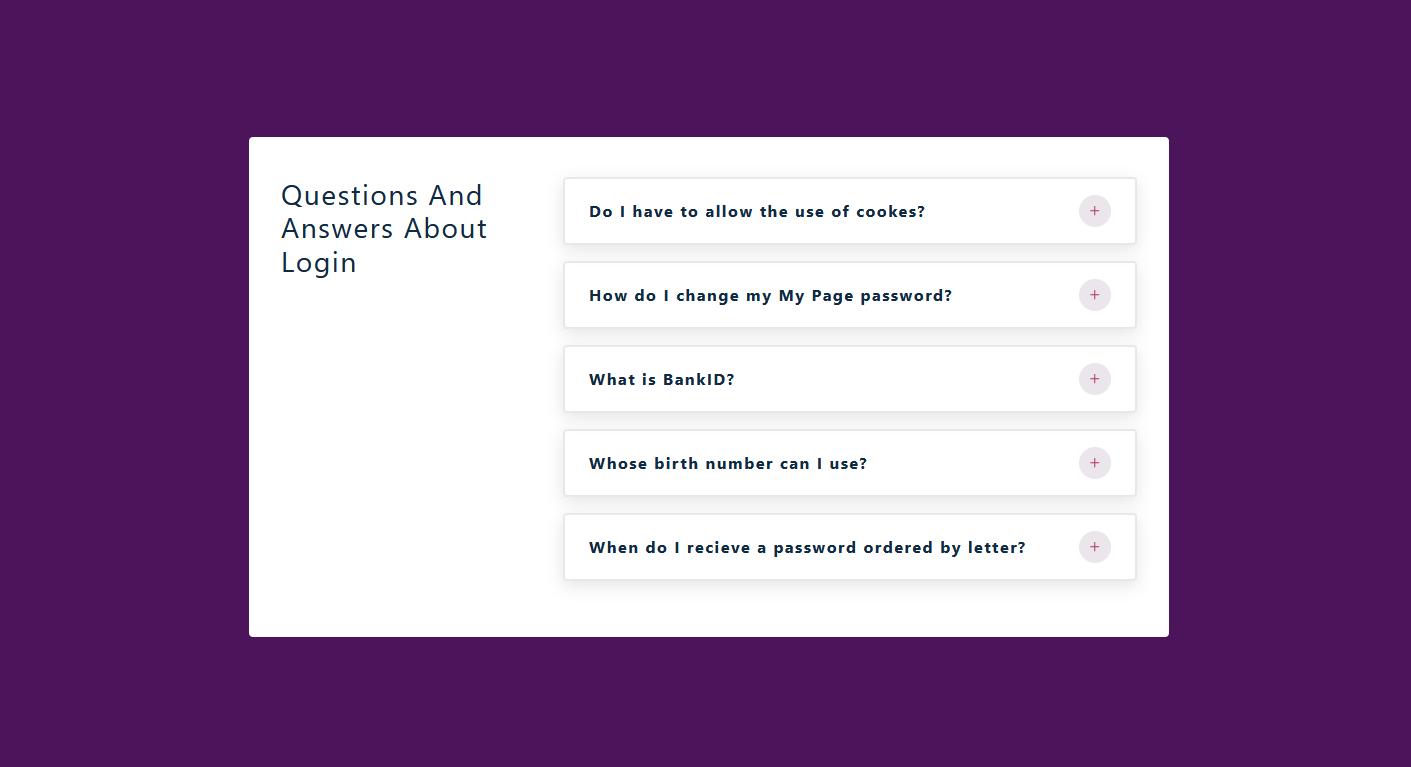 Questions And
Answers About
Login
Do I have to allow the use of cookes?
+
How do I change my My Page password?
+
What is BankID?
+
Whose birth number can I use?
+
When do I recieve a password ordered by letter?
+